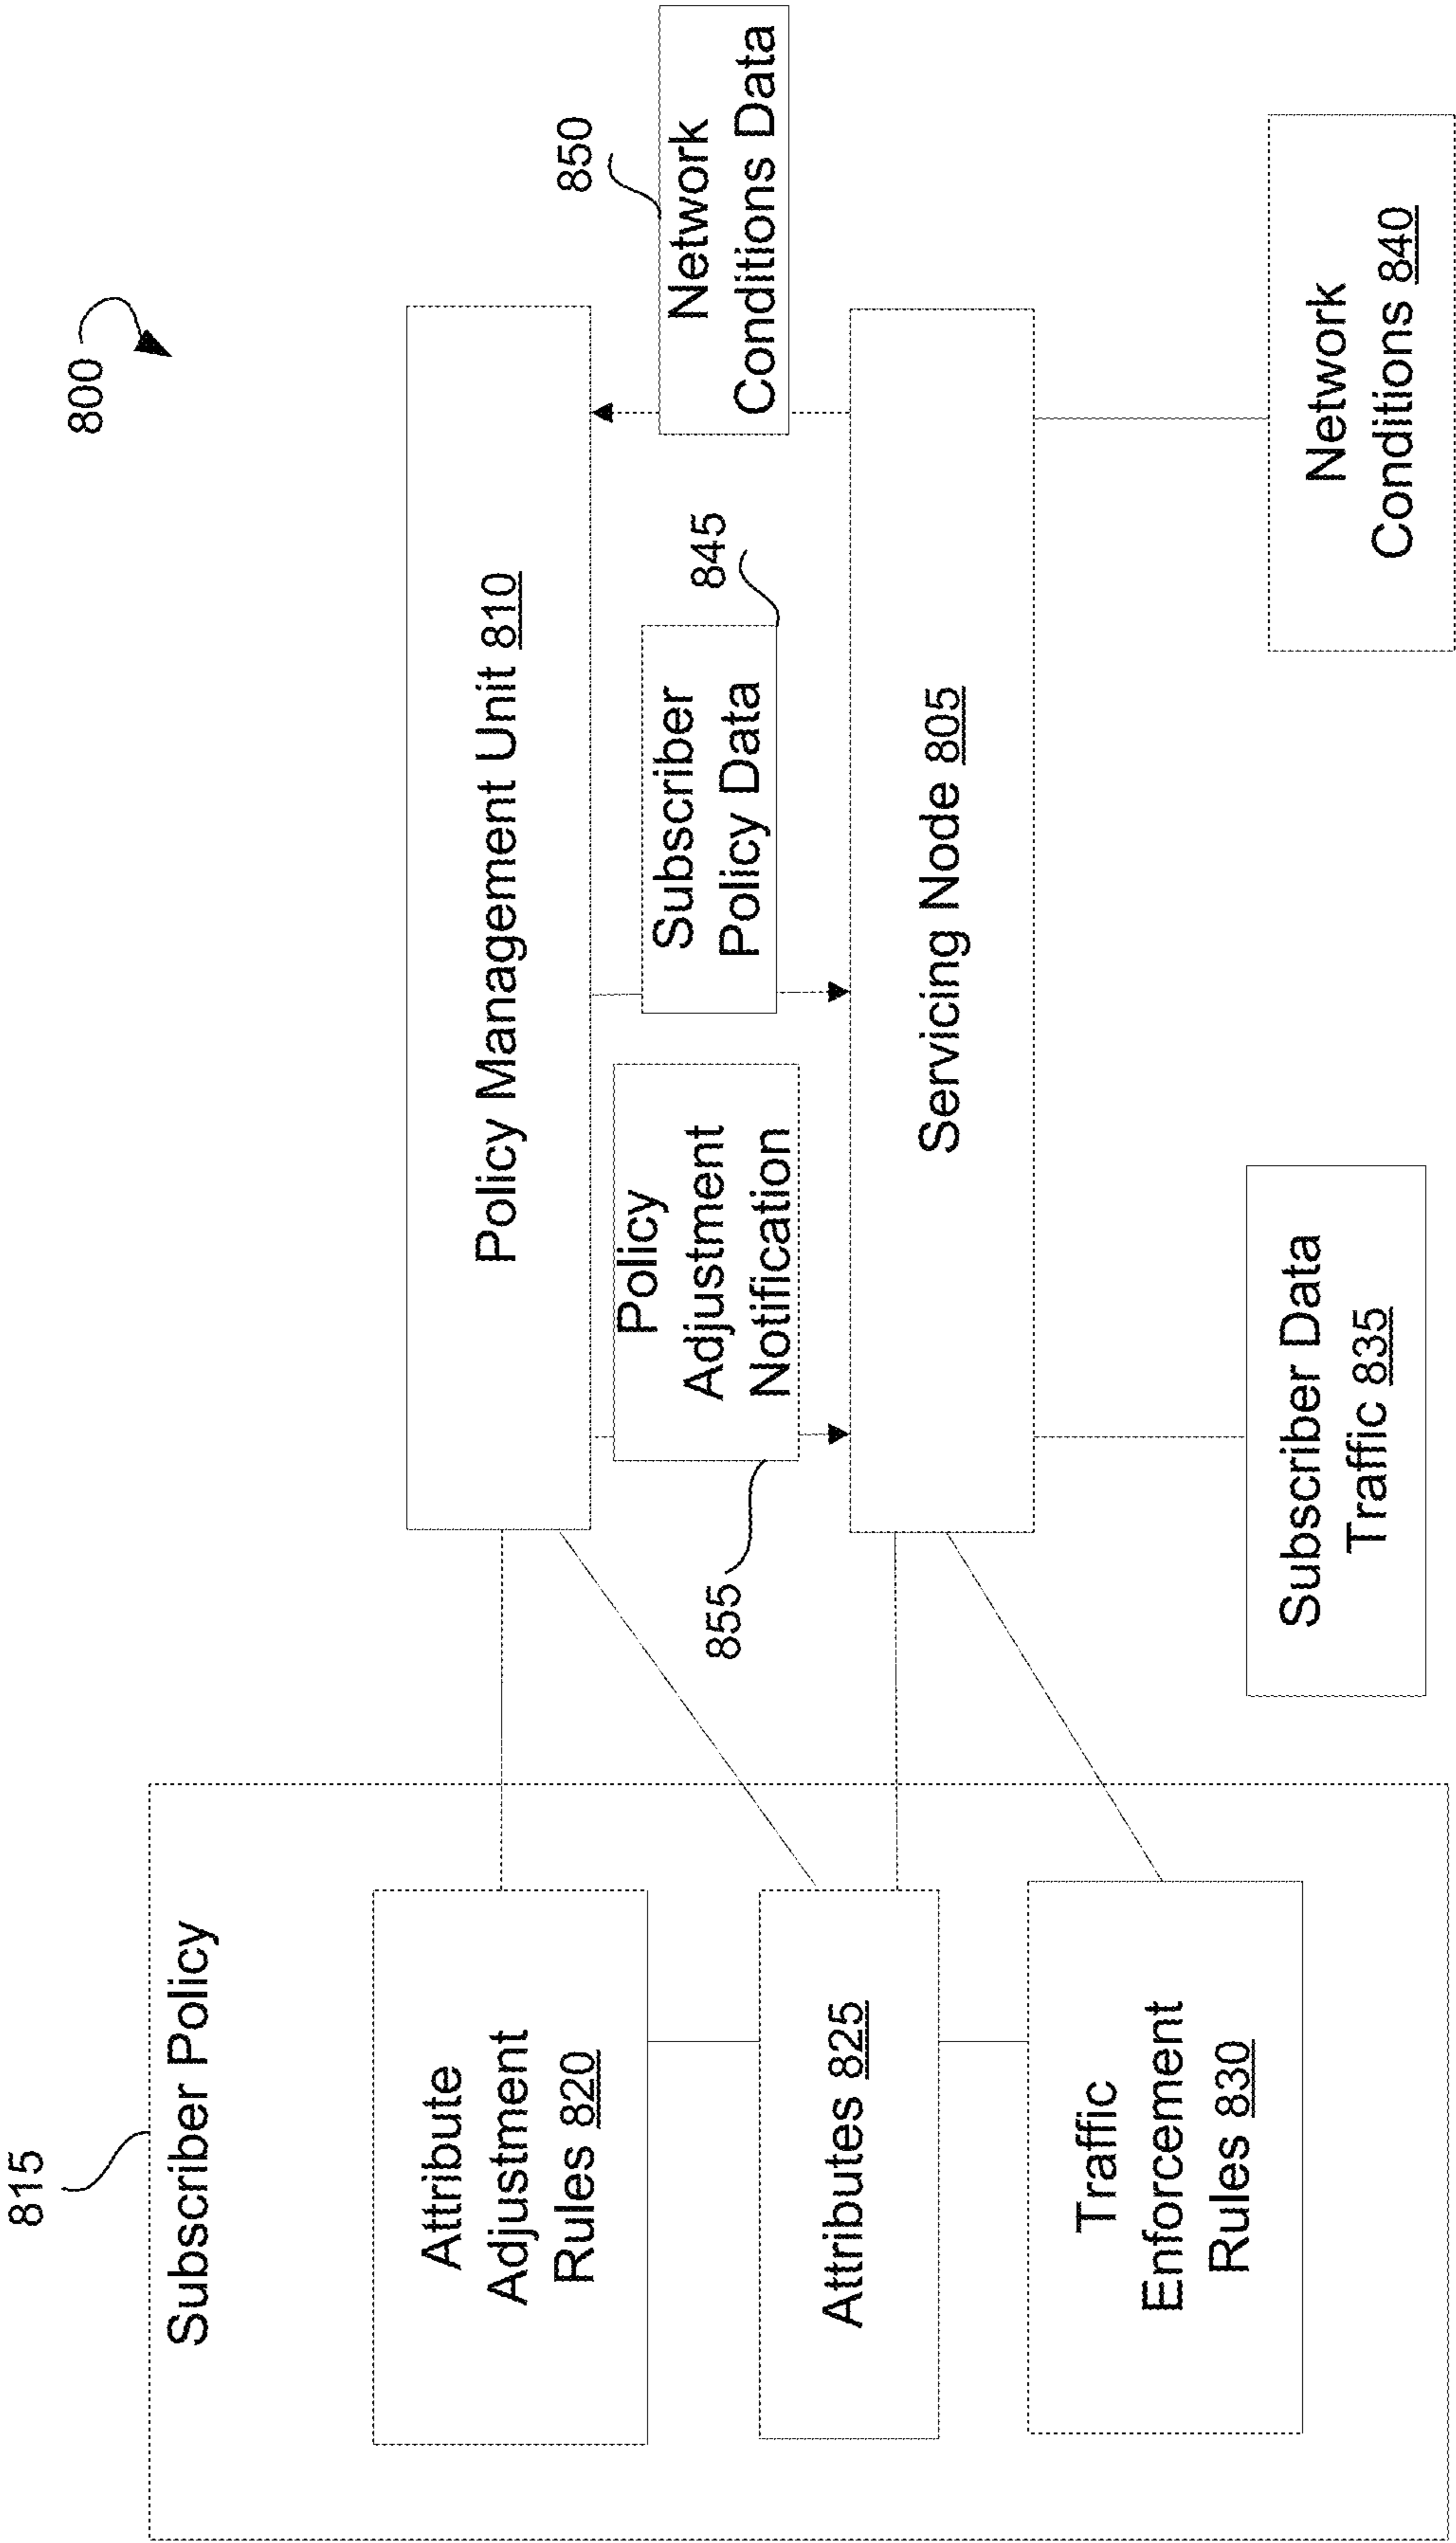 800
815
Subscriber Policy
Attribute
Adjustment
Rules 820
Attributes 825
Traffic
Enforcement
Rules 830
Policy Management Unit 810
855
Policy
Adjustment
Notification
Subscriber
Policy Data
845
850
Network
Conditions Data
Servicing Node 805
Subscriber Data
Traffic 835
Network
Conditions 840